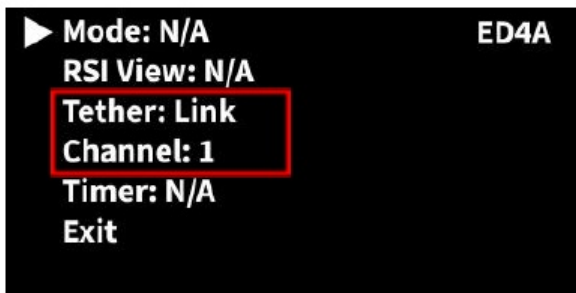 Mode: N/A ED4A
RSI View: N/A
Tether: Link
Channel: 1
Timer: N/A
Exit